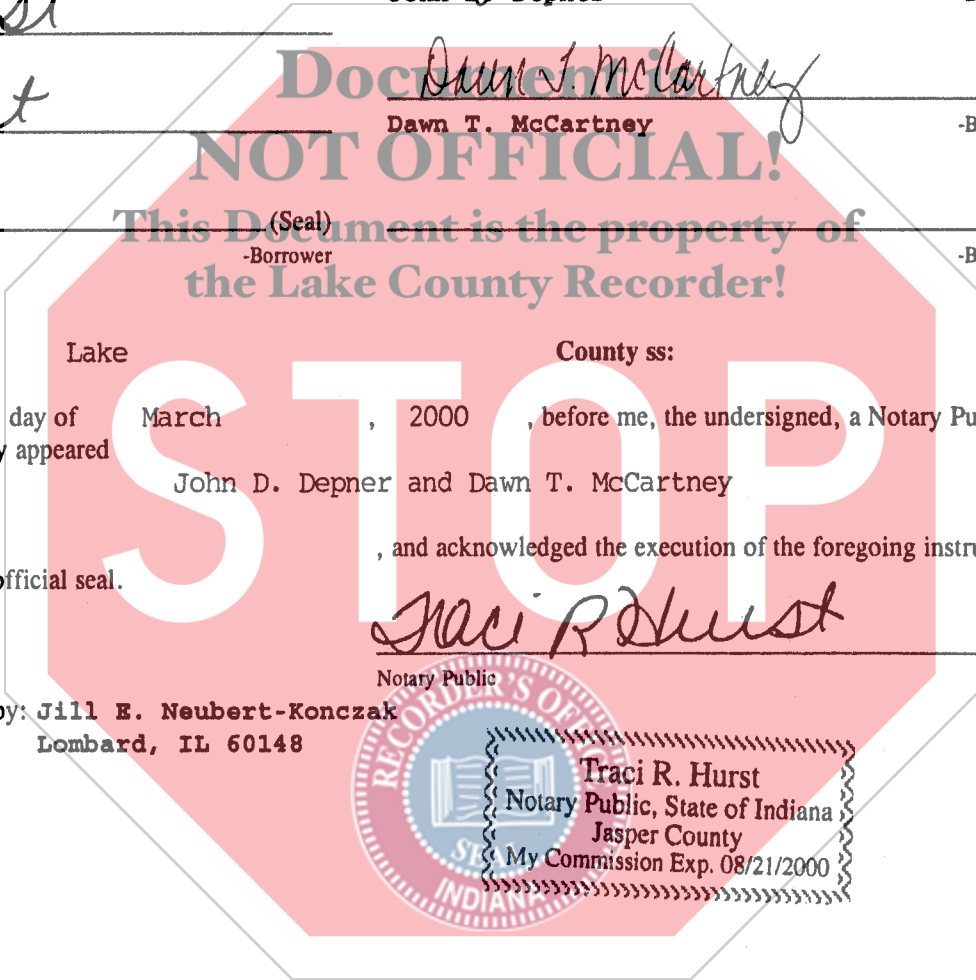 Dawn T. McCartney
Document is
Dawn T. McCartney
-B
NOT OFFICIAL!
(Seal)
This Document is the property of
-Borrower
-B
the Lake County Recorder!
Lake County ss:
STOP
day of March , 2000 , before me, the undersigned, a Notary Pu
y appeared
John D. Depner and Dawn T. McCartney
, and acknowledged the execution of the foregoing instru
official seal.
Traci R Hurst
Notary Public
by: Jill E. Neubert-Konczak
Lombard, IL 60148
RECORDER'S OFFICE
SEAL
INDIANA
Traci R. Hurst
Notary Public, State of Indiana
Jasper County
My Commission Exp. 08/21/2000